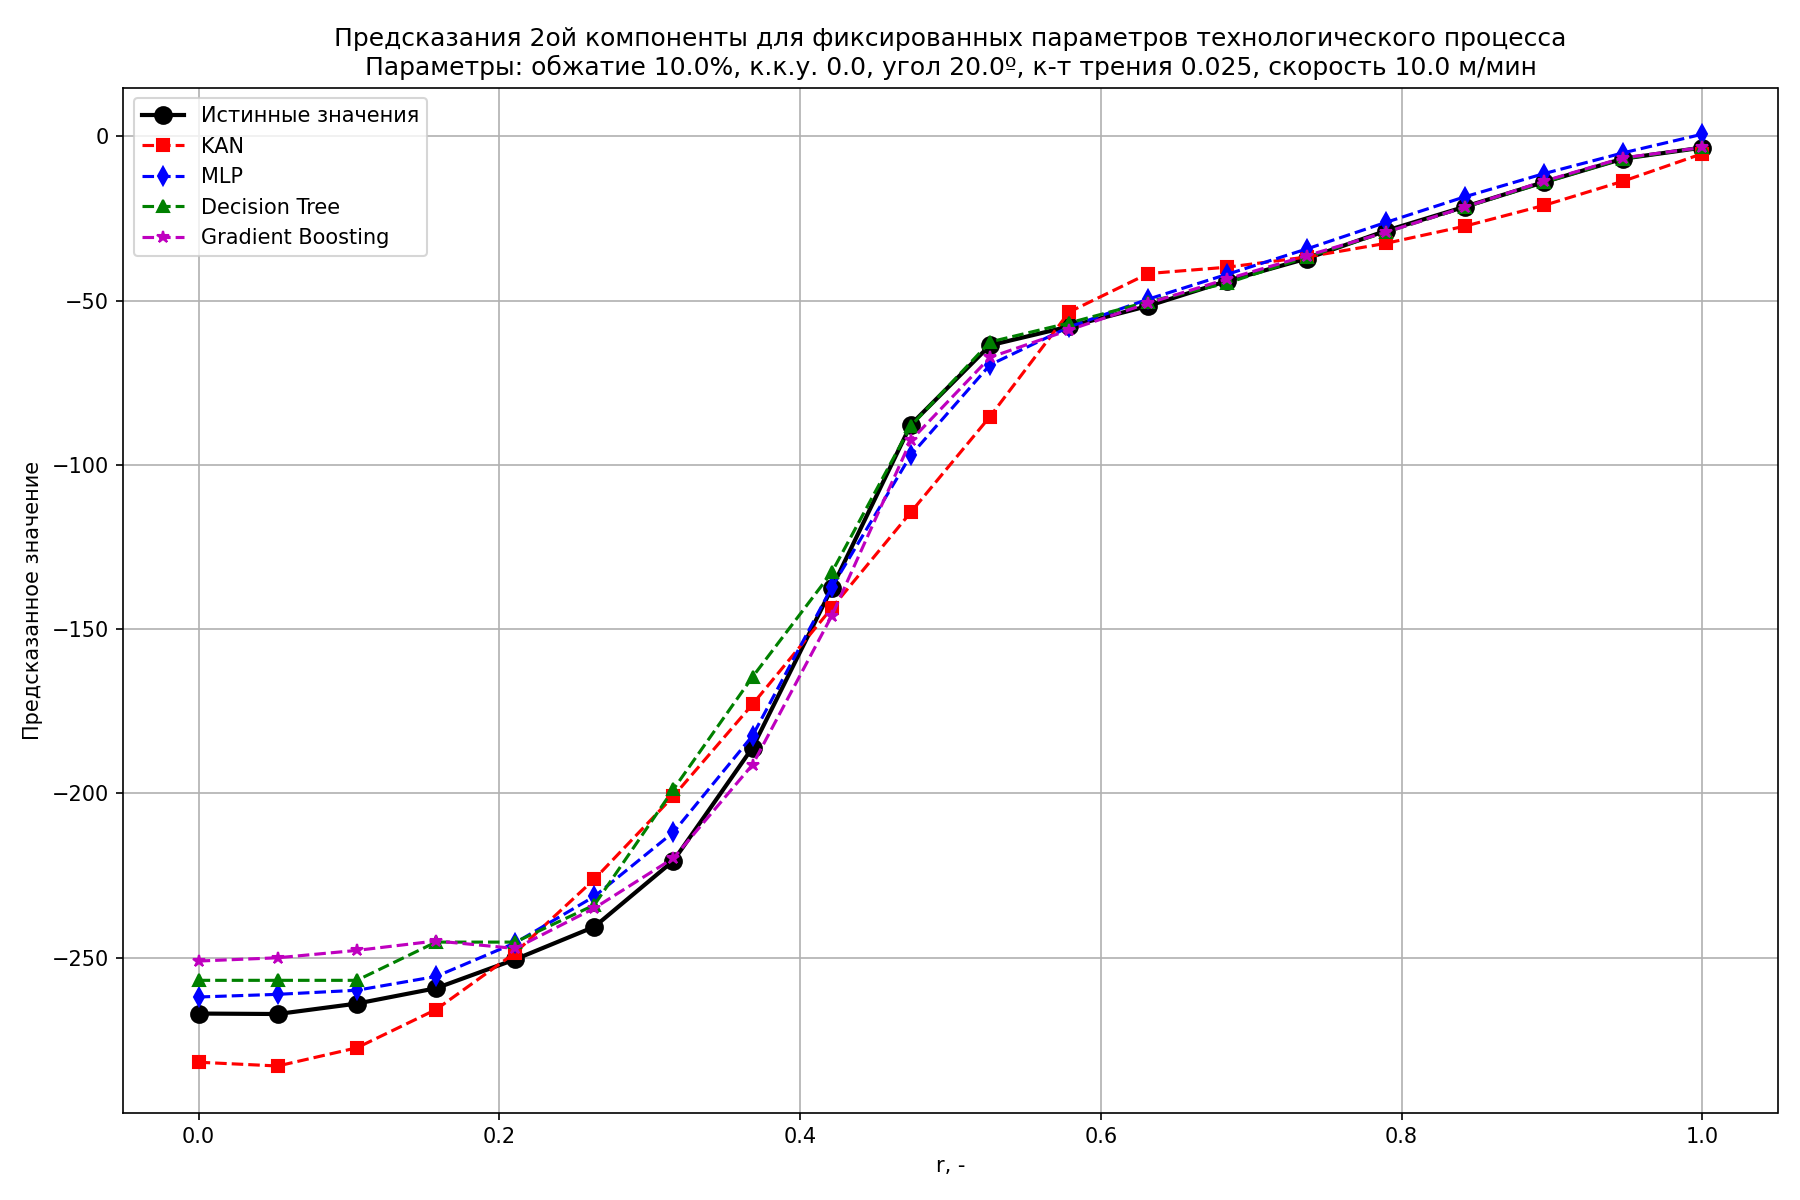 Предсказания 2ой компоненты для фиксированных параметров технологического процесса
Параметры: обжатие 10.0%, к.к.у. 0.0, угол 20.0º, к-т трения 0.025, скорость 10.0 м/мин
Истинные значения
KAN
MLP
Decision Tree
Gradient Boosting
Предсказанное значение
0
−50
−100
−150
−200
−250
0.0 0.2 0.4 0.6 0.8 1.0
r, -